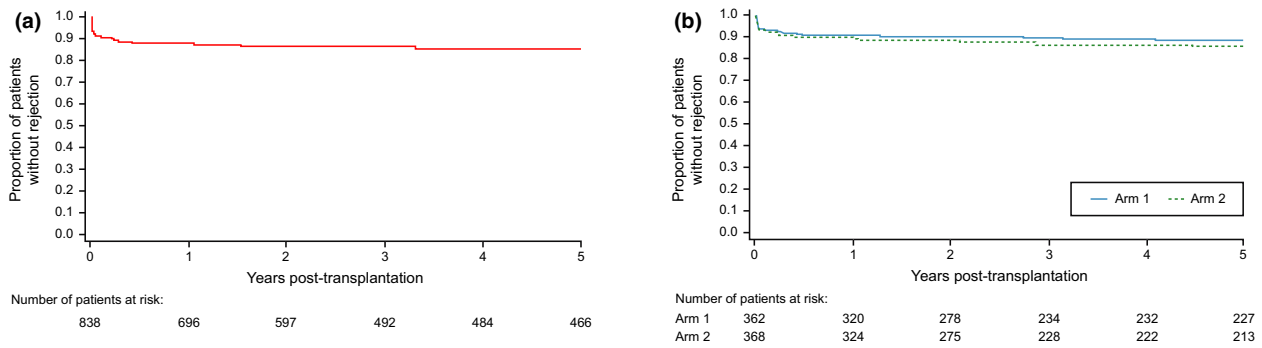 (a)
Proportion of patients
without rejection
1.0
0.9
0.8
0.7
0.6
0.5
0.4
0.3
0.2
0.1
0.0
0 1 2 3 4 5
Years post-transplantation
Number of patients at risk:
838 696 597 492 484 466
(b)
Proportion of patients
without rejection
1.0
0.9
0.8
0.7
0.6
0.5
0.4
0.3
0.2
0.1
0.0
Arm 1 Arm 2
0 1 2 3 4 5
Years post-transplantation
Number of patients at risk:
Arm 1 362 320 278 234 232 227
Arm 2 368 324 275 228 222 213